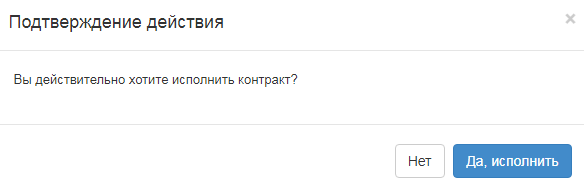 Подтверждение действия
×
Вы действительно хотите исполнить контракт?
Нет
Да, исполнить